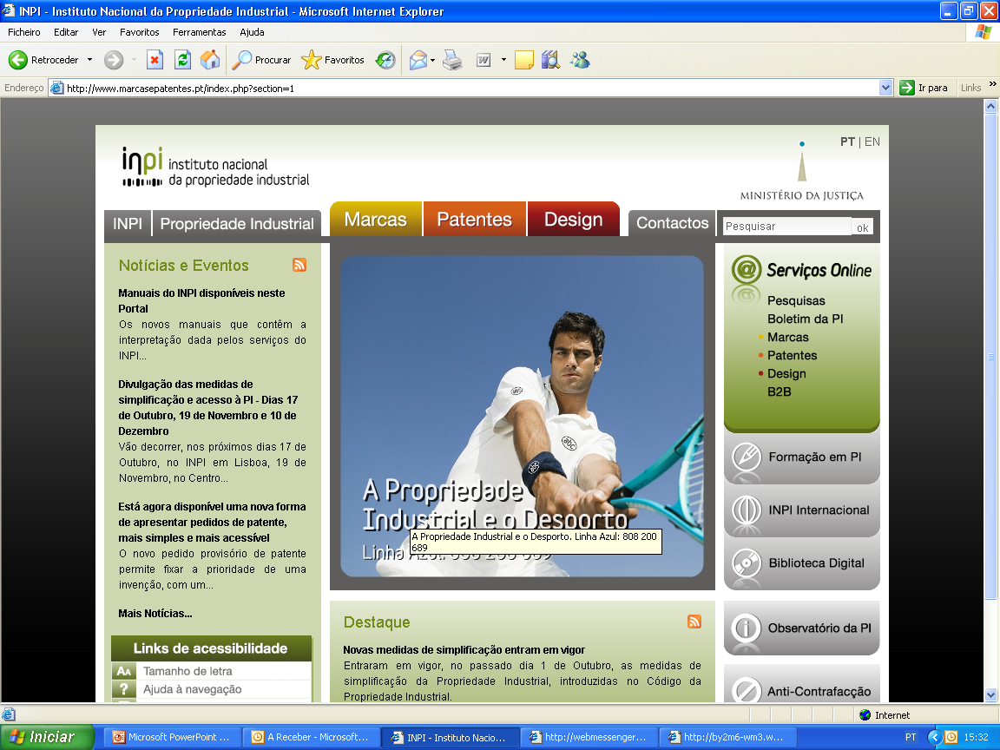 INPI - Instituto Nacional da Propriedade Industrial - Microsoft Internet Explorer
Ficheiro Editar Ver Favoritos Ferramentas Ajuda
Retroceder Procurar Favoritos
Endereço http://www.marcasepatentes.pt/index.php?section=1 Ir para Links »
PT | EN
inpi instituto nacional
da propriedade industrial
MINISTÉRIO DA JUSTIÇA
INPI Propriedade Industrial Marcas Patentes Design Contactos Pesquisar ok
Notícias e Eventos
Manuais do INPI disponíveis neste
Portal
Os novos manuais que contêm a
interpretação dada pelos serviços do
INPI...
Divulgação das medidas de
simplificação e acesso à PI - Dias 17
de Outubro, 19 de Novembro e 10 de
Dezembro
Vão decorrer, nos próximos dias 17 de
Outubro, no INPI em Lisboa, 19 de
Novembro, no Centro...
Está agora disponível uma nova forma
de apresentar pedidos de patente,
mais simples e mais acessível
O novo pedido provisório de patente
permite fixar a prioridade de uma
invenção, com um...
Mais Notícias...
Links de acessibilidade
AA Tamanho de letra
? Ajuda à navegação
abc
abc
abc
A Propriedade
Industrial e o Desporto
Linha Azul: 808 200 689
A Propriedade Industrial e o Desporto. Linha Azul: 808 200
689
Destaque
Novas medidas de simplificação entram em vigor
Entraram em vigor, no passado dia 1 de Outubro, as medidas de
simplificação da Propriedade Industrial, introduzidas no Código da
Propriedade Industrial.
@ Serviços Online
Pesquisas
Boletim da PI
Marcas
Patentes
Design
B2B
Formação em PI
INPI Internacional
Biblioteca Digital
Observatório da PI
Anti-Contrafacção
Internet
Iniciar Microsoft PowerPoint ... A Receber - Microsoft... INPI - Instituto Nacio... http://webmessenger... http://by2m6-wm3.w... PT 15:32